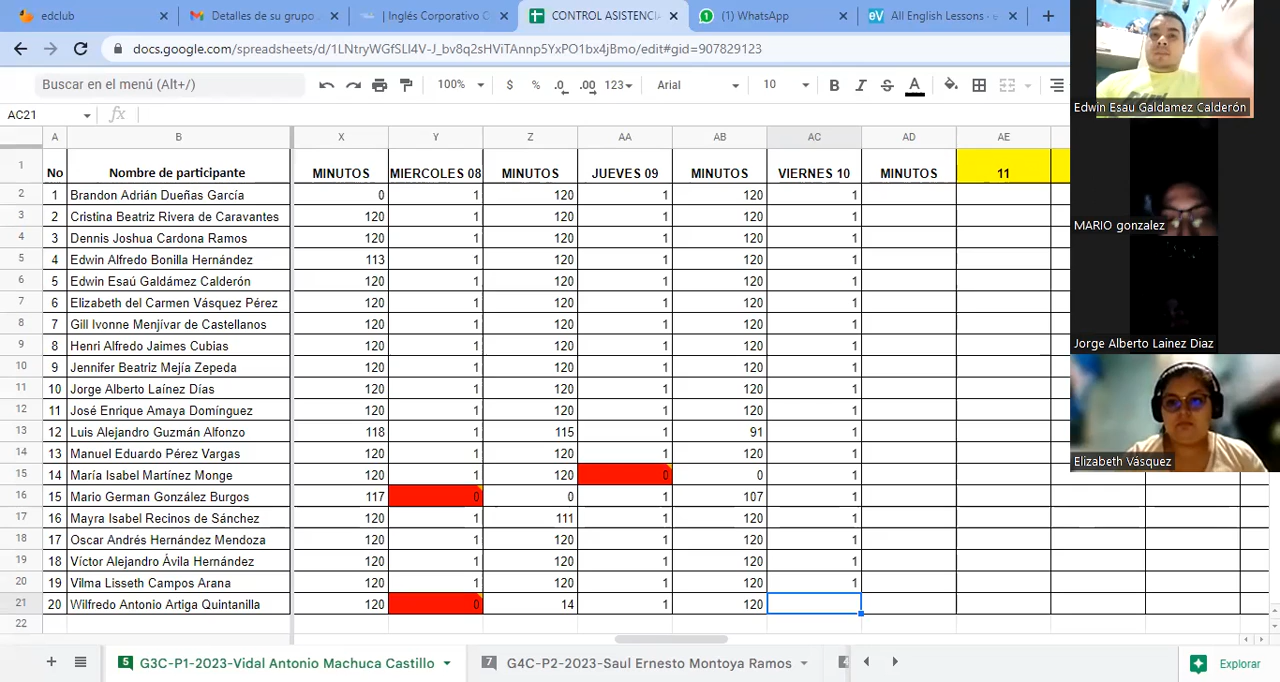 edclub
Detalles de su grupo
Inglés Corporativo C
CONTROL ASISTENCI
(1) WhatsApp
All English Lessons - e
docs.google.com/spreadsheets/d/1LNtryWGfSLI4V-J_bv8q2sHViTAnnp5YxPO1bx4jBmo/edit#gid=907829123
Buscar en el menú (Alt+/) 100% $ % .0 .00 123 Arial 10 B I S A
AC21 fx
A B X Y Z AA AB AC AD AE
1 No Nombre de participante MINUTOS MIERCOLES 08 MINUTOS JUEVES 09 MINUTOS VIERNES 10 MINUTOS 11
2 1 Brandon Adrián Dueñas García 0 1 120 1 120 1
3 2 Cristina Beatriz Rivera de Caravantes 120 1 120 1 120 1
4 3 Dennis Joshua Cardona Ramos 120 1 120 1 120 1
5 4 Edwin Alfredo Bonilla Hernández 113 1 120 1 120 1
6 5 Edwin Esaú Galdámez Calderón 120 1 120 1 120 1
7 6 Elizabeth del Carmen Vásquez Pérez 120 1 120 1 120 1
8 7 Gill Ivonne Menjívar de Castellanos 120 1 120 1 120 1
9 8 Henri Alfredo Jaimes Cubias 120 1 120 1 120 1
10 9 Jennifer Beatriz Mejía Zepeda 120 1 120 1 120 1
11 10 Jorge Alberto Laínez Días 120 1 120 1 120 1
12 11 José Enrique Amaya Domínguez 120 1 120 1 120 1
13 12 Luis Alejandro Guzmán Alfonzo 118 1 115 1 91 1
14 13 Manuel Eduardo Pérez Vargas 120 1 120 1 120 1
15 14 María Isabel Martínez Monge 120 1 120 0 0 1
16 15 Mario German González Burgos 117 0 0 1 107 1
17 16 Mayra Isabel Recinos de Sánchez 120 1 111 1 120 1
18 17 Oscar Andrés Hernández Mendoza 120 1 120 1 120 1
19 18 Víctor Alejandro Ávila Hernández 120 1 120 1 120 1
20 19 Vilma Lisseth Campos Arana 120 1 120 1 120 1
21 20 Wilfredo Antonio Artiga Quintanilla 120 0 14 1 120
22
5 G3C-P1-2023-Vidal Antonio Machuca Castillo
7 G4C-P2-2023-Saul Ernesto Montoya Ramos
4
Explorar
Edwin Esau Galdamez Calderón
MARIO gonzalez
Jorge Alberto Lainez Diaz
Elizabeth Vásquez